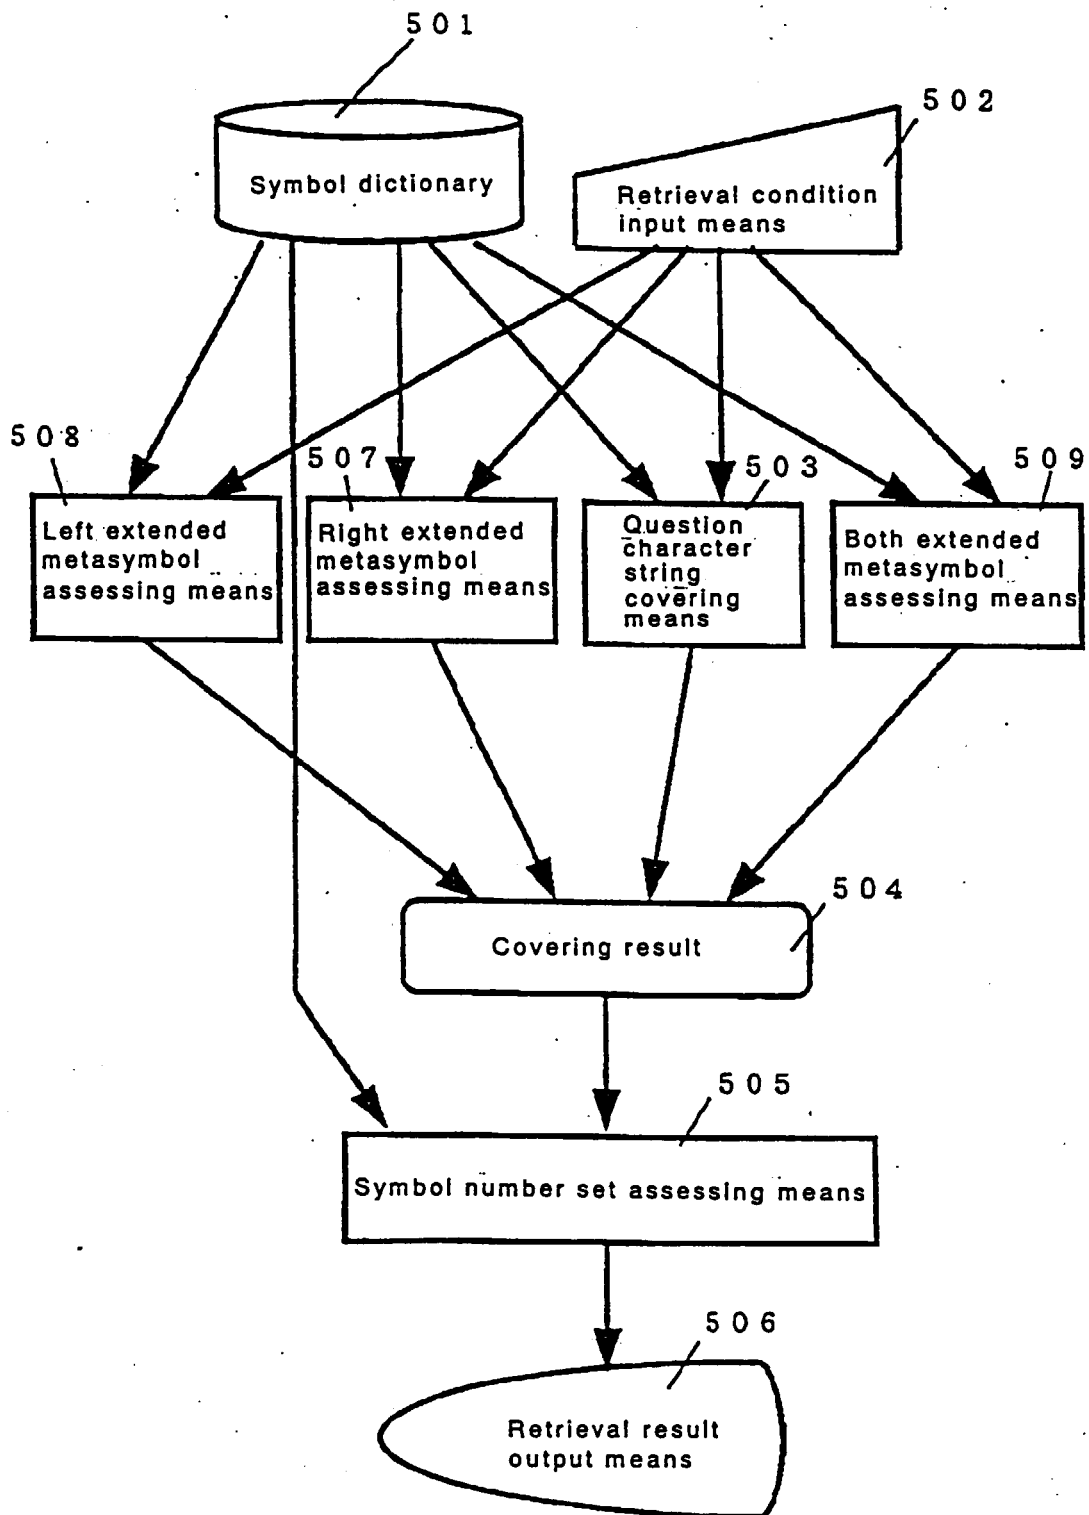 501
502
Symbol dictionary
Retrieval condition
input means
508
507
503
509
Left extended
metasymbol
assessing means
Right extended
metasymbol
assessing means
Question
character
string
covering
means
Both extended
metasymbol
assessing means
504
Covering result
505
Symbol number set assessing means
506
Retrieval result
output means